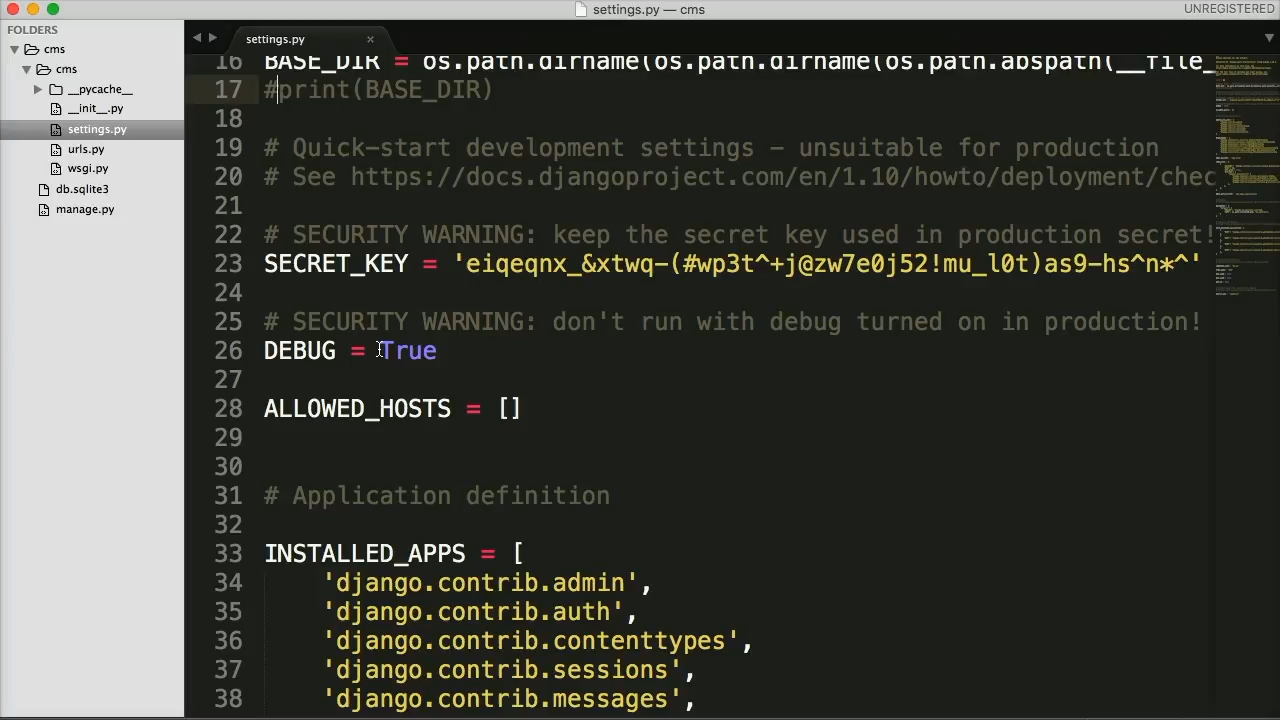 settings.py — cms
UNREGISTERED
FOLDERS
cms
cms
__pycache__
__init__.py
settings.py
urls.py
wsgi.py
db.sqlite3
manage.py
settings.py
16 BASE_DIR = os.path.dirname(os.path.dirname(os.path.abspath(__file_
17 #print(BASE_DIR)
18
19 # Quick-start development settings - unsuitable for production
20 # See https://docs.djangoproject.com/en/1.10/howto/deployment/chec
21
22 # SECURITY WARNING: keep the secret key used in production secret!
23 SECRET_KEY = 'eiqeqnx_&xtwq-(#wp3t^+j@zw7e0j52!mu_l0t)as9-hs^n*^'
24
25 # SECURITY WARNING: don't run with debug turned on in production!
26 DEBUG = True
27
28 ALLOWED_HOSTS = []
29
30
31 # Application definition
32
33 INSTALLED_APPS = [
34 'django.contrib.admin',
35 'django.contrib.auth',
36 'django.contrib.contenttypes',
37 'django.contrib.sessions',
38 'django.contrib.messages',